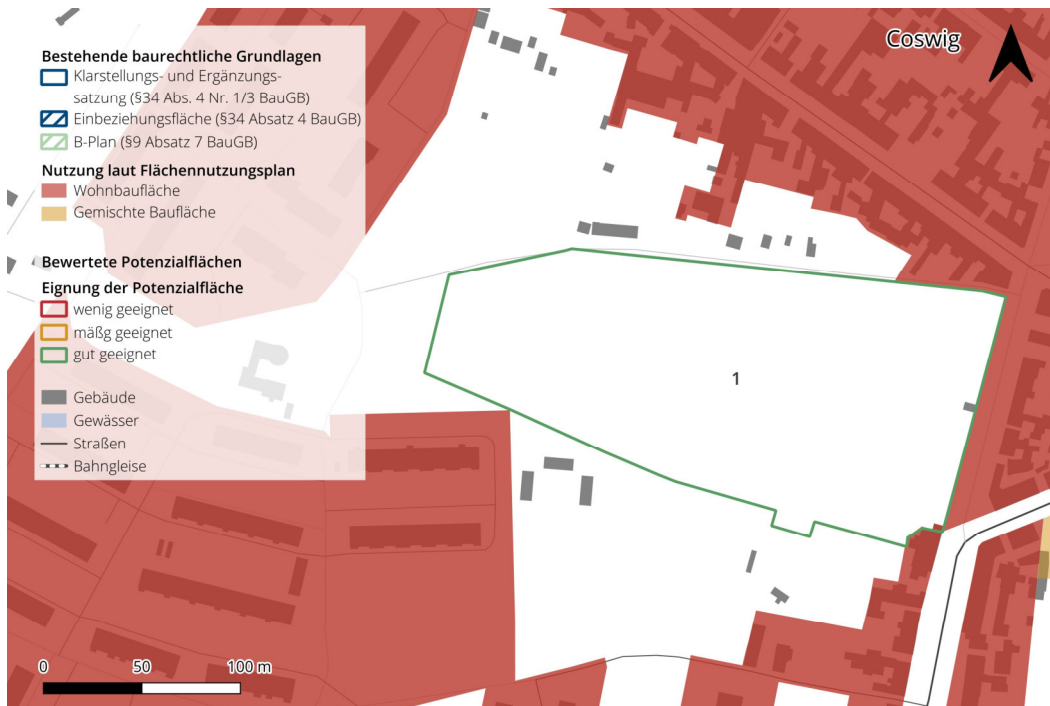 Coswig
Bestehende baurechtliche Grundlagen
Klarstellungs- und Ergänzungs-
satzung (§34 Abs. 4 Nr. 1/3 BauGB)
Einbeziehungsfläche (§34 Absatz 4 BauGB)
B-Plan (§9 Absatz 7 BauGB)
Nutzung laut Flächennutzungsplan
Wohnbaufläche
Gemischte Baufläche
Bewertete Potenzialflächen
Eignung der Potenzialfläche
wenig geeignet
mäßg geeignet
gut geeignet
Gebäude
Gewässer
Straßen
Bahngleise
1
0 50 100 m